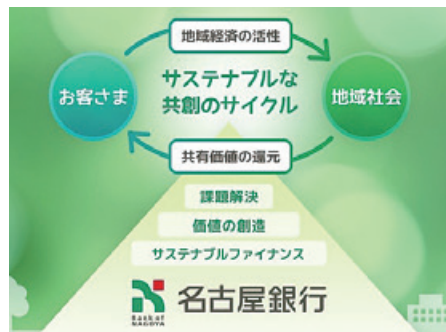 地域経済の活性
お客さま
サステナブルな
共創のサイクル
地域社会
共有価値の還元
課題解決
価値の創造
サステナブルファイナンス
Bank of
NAGOYA
名古屋銀行